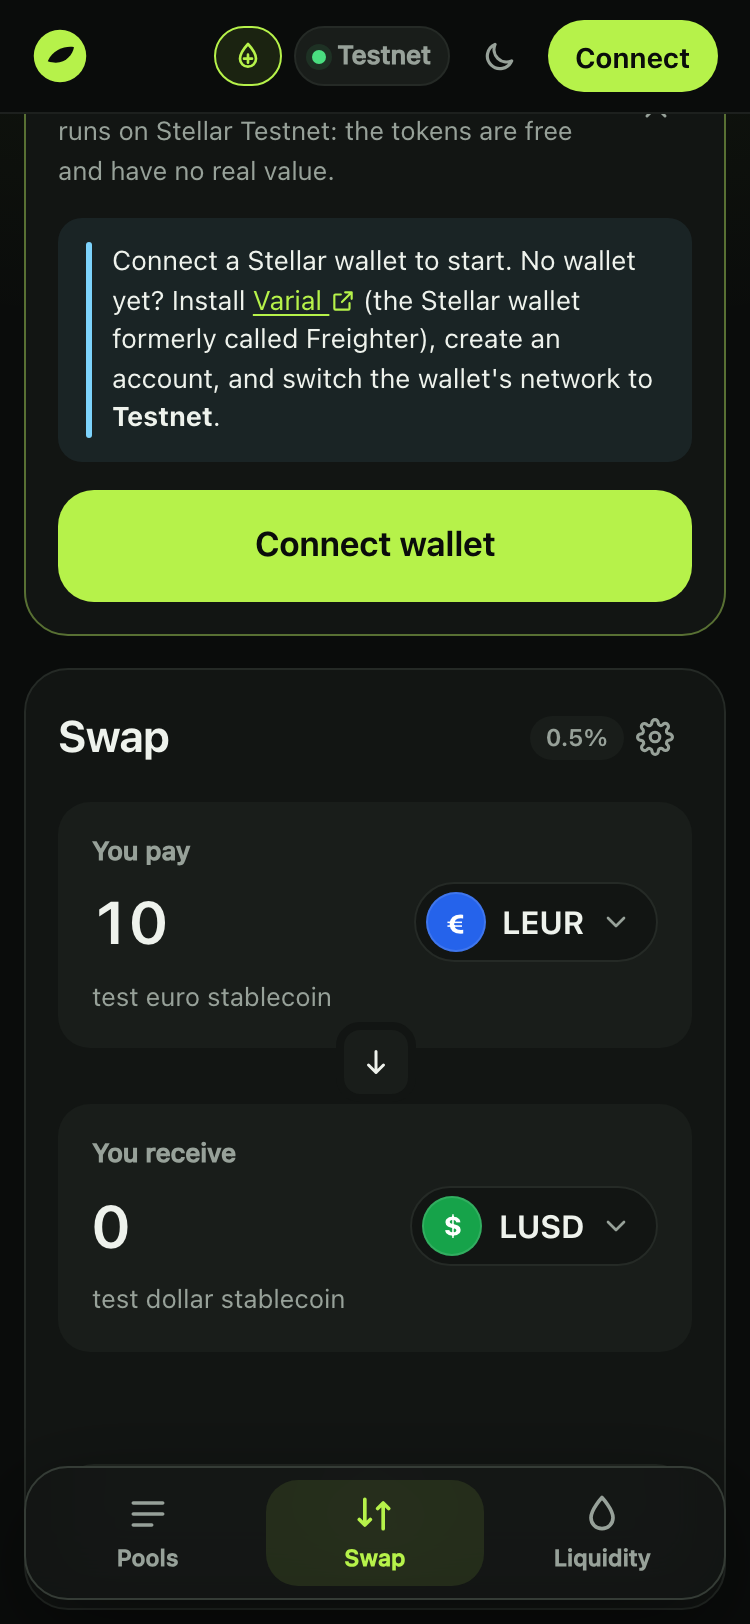 Testnet
Connect
runs on Stellar Testnet: the tokens are free
and have no real value.
Connect a Stellar wallet to start. No wallet
yet? Install Varial (the Stellar wallet
formerly called Freighter), create an
account, and switch the wallet's network to
Testnet.
Connect wallet
Swap
0.5%
You pay
10
€ LEUR
test euro stablecoin
You receive
0
$ LUSD
test dollar stablecoin
Pools
Swap
Liquidity